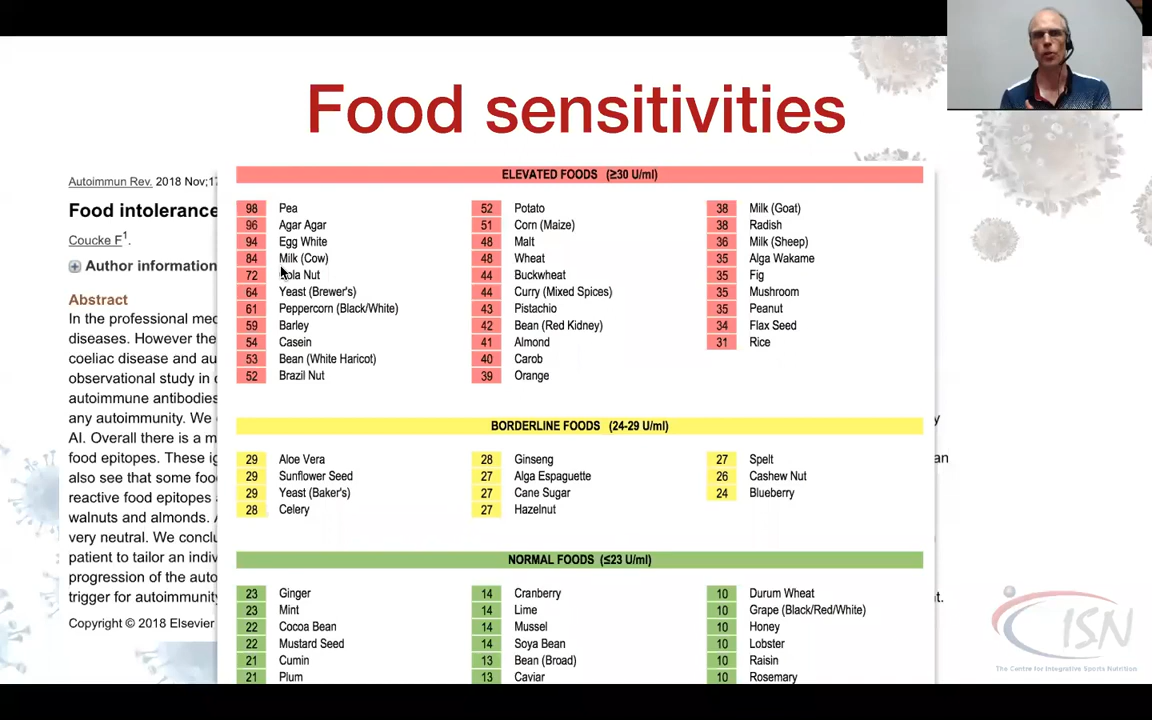 Food sensitivities
Autoimmun Rev. 2018 Nov;17
Food intolerance
Coucke F1.
Author information
Abstract
In the professional med
diseases. However the
coeliac disease and au
observational study in
autoimmune antibodies
any autoimmunity. We
AI. Overall there is a m
food epitopes. These ig
also see that some foo
reactive food epitopes
walnuts and almonds.
very neutral. We conclu
patient to tailor an indiv
progression of the auto
trigger for autoimmunity
Copyright © 2018 Elsevier
ELEVATED FOODS (≥30 U/ml)
98 Pea
96 Agar Agar
94 Egg White
84 Milk (Cow)
72 ola Nut
64 Yeast (Brewer's)
61 Peppercorn (Black/White)
59 Barley
54 Casein
53 Bean (White Haricot)
52 Brazil Nut
52 Potato
51 Corn (Maize)
48 Malt
48 Wheat
44 Buckwheat
44 Curry (Mixed Spices)
43 Pistachio
42 Bean (Red Kidney)
41 Almond
40 Carob
39 Orange
38 Milk (Goat)
38 Radish
36 Milk (Sheep)
35 Alga Wakame
35 Fig
35 Mushroom
35 Peanut
34 Flax Seed
31 Rice
BORDERLINE FOODS (24-29 U/ml)
29 Aloe Vera
29 Sunflower Seed
29 Yeast (Baker's)
28 Celery
28 Ginseng
27 Alga Espaguette
27 Cane Sugar
27 Hazelnut
27 Spelt
26 Cashew Nut
24 Blueberry
NORMAL FOODS (≤23 U/ml)
23 Ginger
23 Mint
22 Cocoa Bean
22 Mustard Seed
21 Cumin
21 Plum
14 Cranberry
14 Lime
14 Mussel
14 Soya Bean
13 Bean (Broad)
13 Caviar
10 Durum Wheat
10 Grape (Black/Red/White)
10 Honey
10 Lobster
10 Raisin
10 Rosemary
y
an
t.
ISN
The Centre for Integrative Sports Nutrition